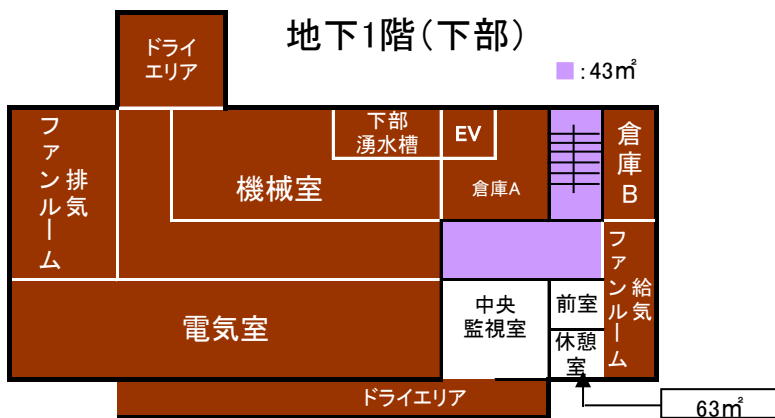 地下1階(下部)
:43㎡
ドライ
エリア
排気
ファンルーム
機械室
下部
湧水槽
EV
倉庫A
倉庫B
電気室
中央
監視室
前室
休憩
室
給気
ファンルーム
ドライエリア
63㎡